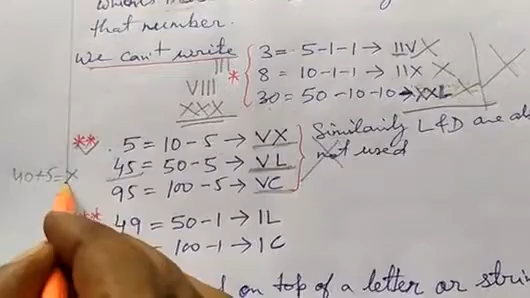 that number.
we can't write
III
VIII
XXX
* 3 = 5-1-1 → IIV X
8 = 10-1-1 → IIX X
30 = 50-10-10 → XXL
** 5 = 10-5 → VX
45 = 50-5 → VL
95 = 100-5 → VC
Similarily L & D are al
not used
40+5=X
** 49 = 50-1 → IL
= 100-1 → IC
on top of a letter or strin